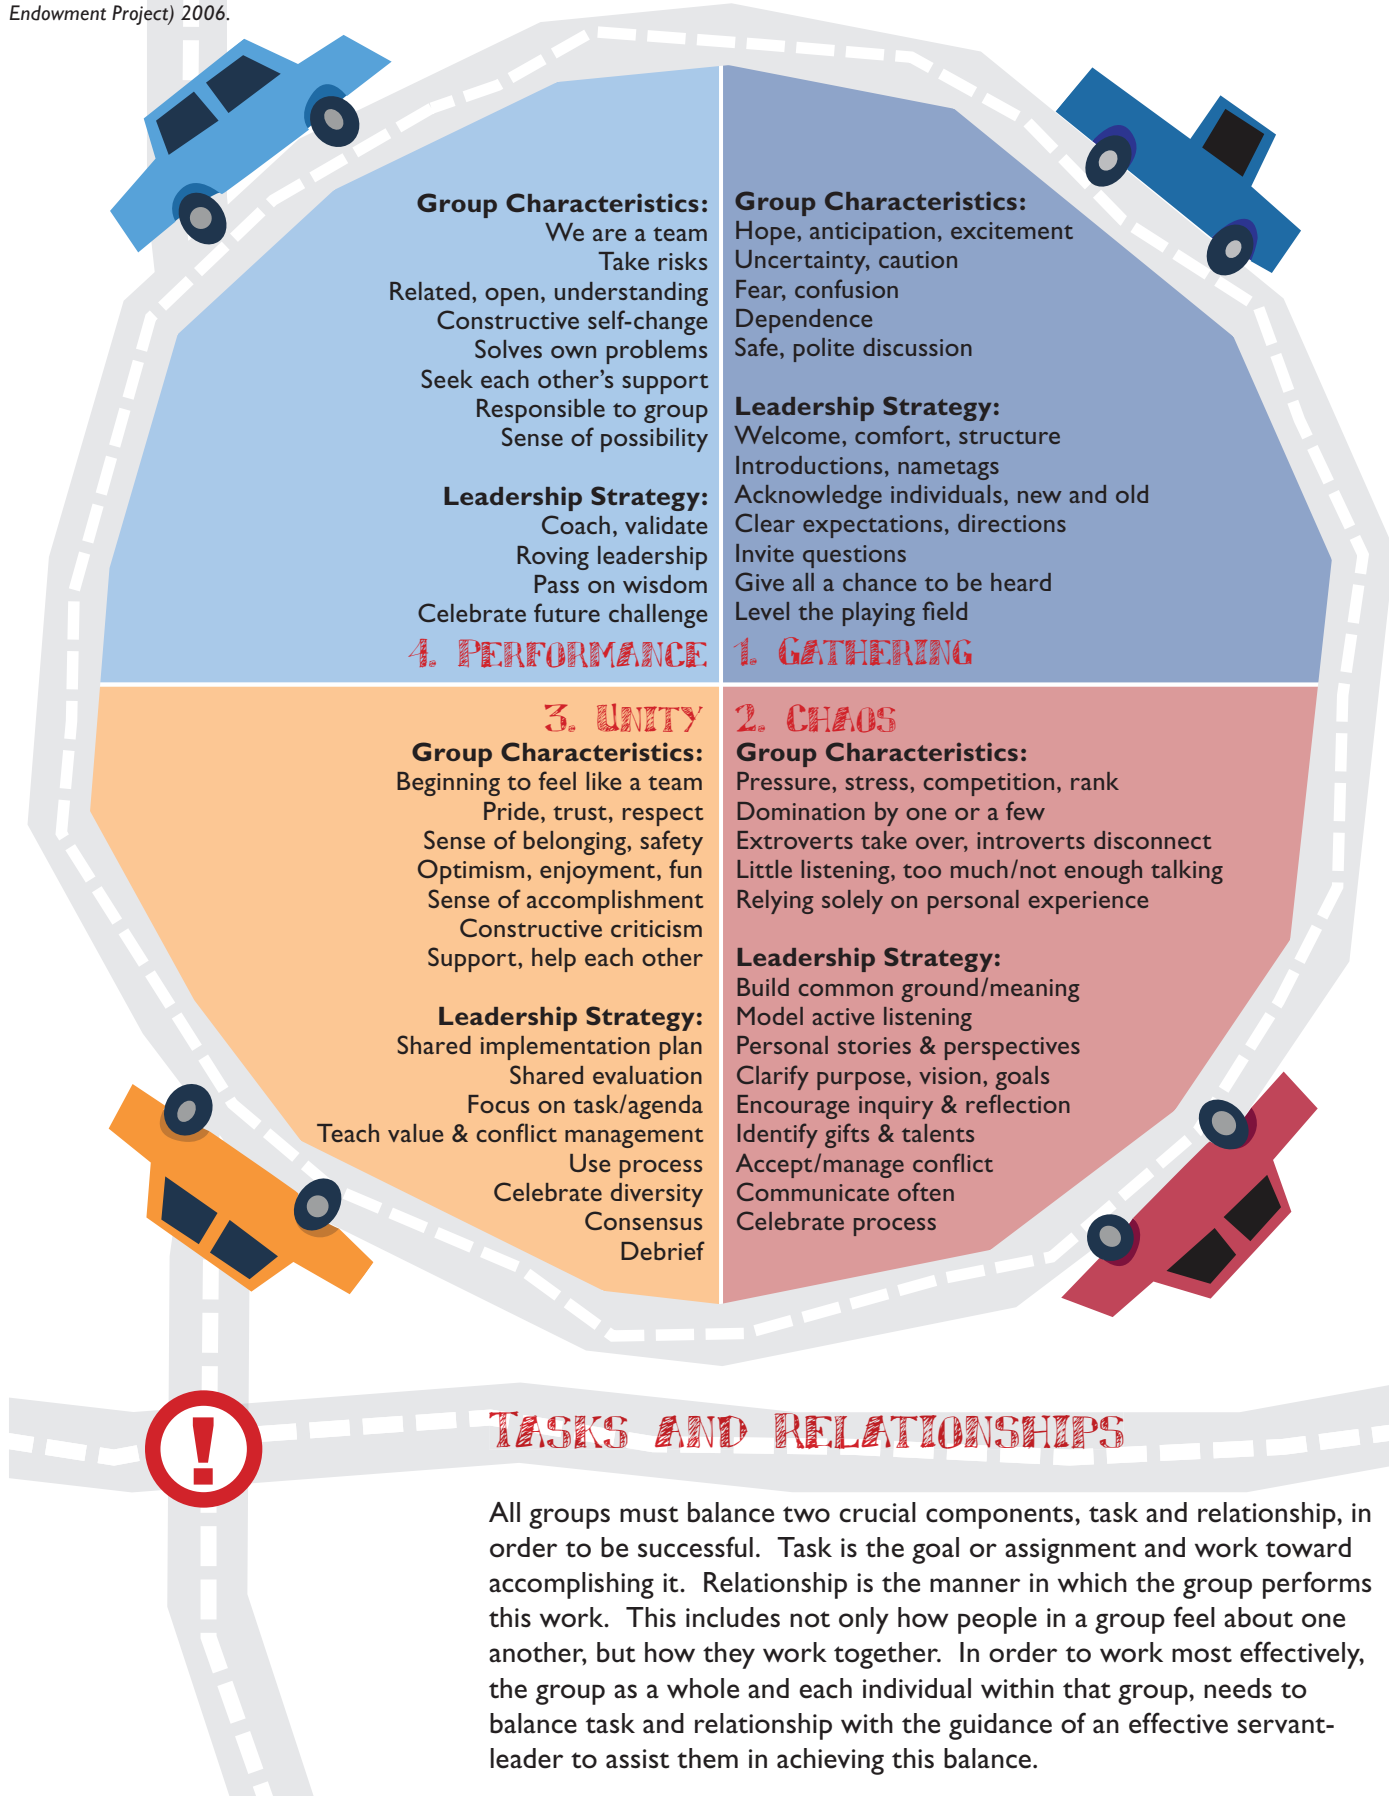 Endowment Project) 2006.
Group Characteristics:
We are a team
Take risks
Related, open, understanding
Constructive self-change
Solves own problems
Seek each other's support
Responsible to group
Sense of possibility
Leadership Strategy:
Coach, validate
Roving leadership
Pass on wisdom
Celebrate future challenge
4. Performance
Group Characteristics:
Hope, anticipation, excitement
Uncertainty, caution
Fear, confusion
Dependence
Safe, polite discussion
Leadership Strategy:
Welcome, comfort, structure
Introductions, nametags
Acknowledge individuals, new and old
Clear expectations, directions
Invite questions
Give all a chance to be heard
Level the playing field
1. Gathering
3. Unity
Group Characteristics:
Beginning to feel like a team
Pride, trust, respect
Sense of belonging, safety
Optimism, enjoyment, fun
Sense of accomplishment
Constructive criticism
Support, help each other
Leadership Strategy:
Shared implementation plan
Shared evaluation
Focus on task/agenda
Teach value & conflict management
Use process
Celebrate diversity
Consensus
Debrief
2. Chaos
Group Characteristics:
Pressure, stress, competition, rank
Domination by one or a few
Extroverts take over, introverts disconnect
Little listening, too much/not enough talking
Relying solely on personal experience
Leadership Strategy:
Build common ground/meaning
Model active listening
Personal stories & perspectives
Clarify purpose, vision, goals
Encourage inquiry & reflection
Identify gifts & talents
Accept/manage conflict
Communicate often
Celebrate process
!
Tasks and Relationships
All groups must balance two crucial components, task and relationship, in
order to be successful.  Task is the goal or assignment and work toward
accomplishing it.  Relationship is the manner in which the group performs
this work.  This includes not only how people in a group feel about one
another, but how they work together.  In order to work most effectively,
the group as a whole and each individual within that group, needs to
balance task and relationship with the guidance of an effective servant-
leader to assist them in achieving this balance.